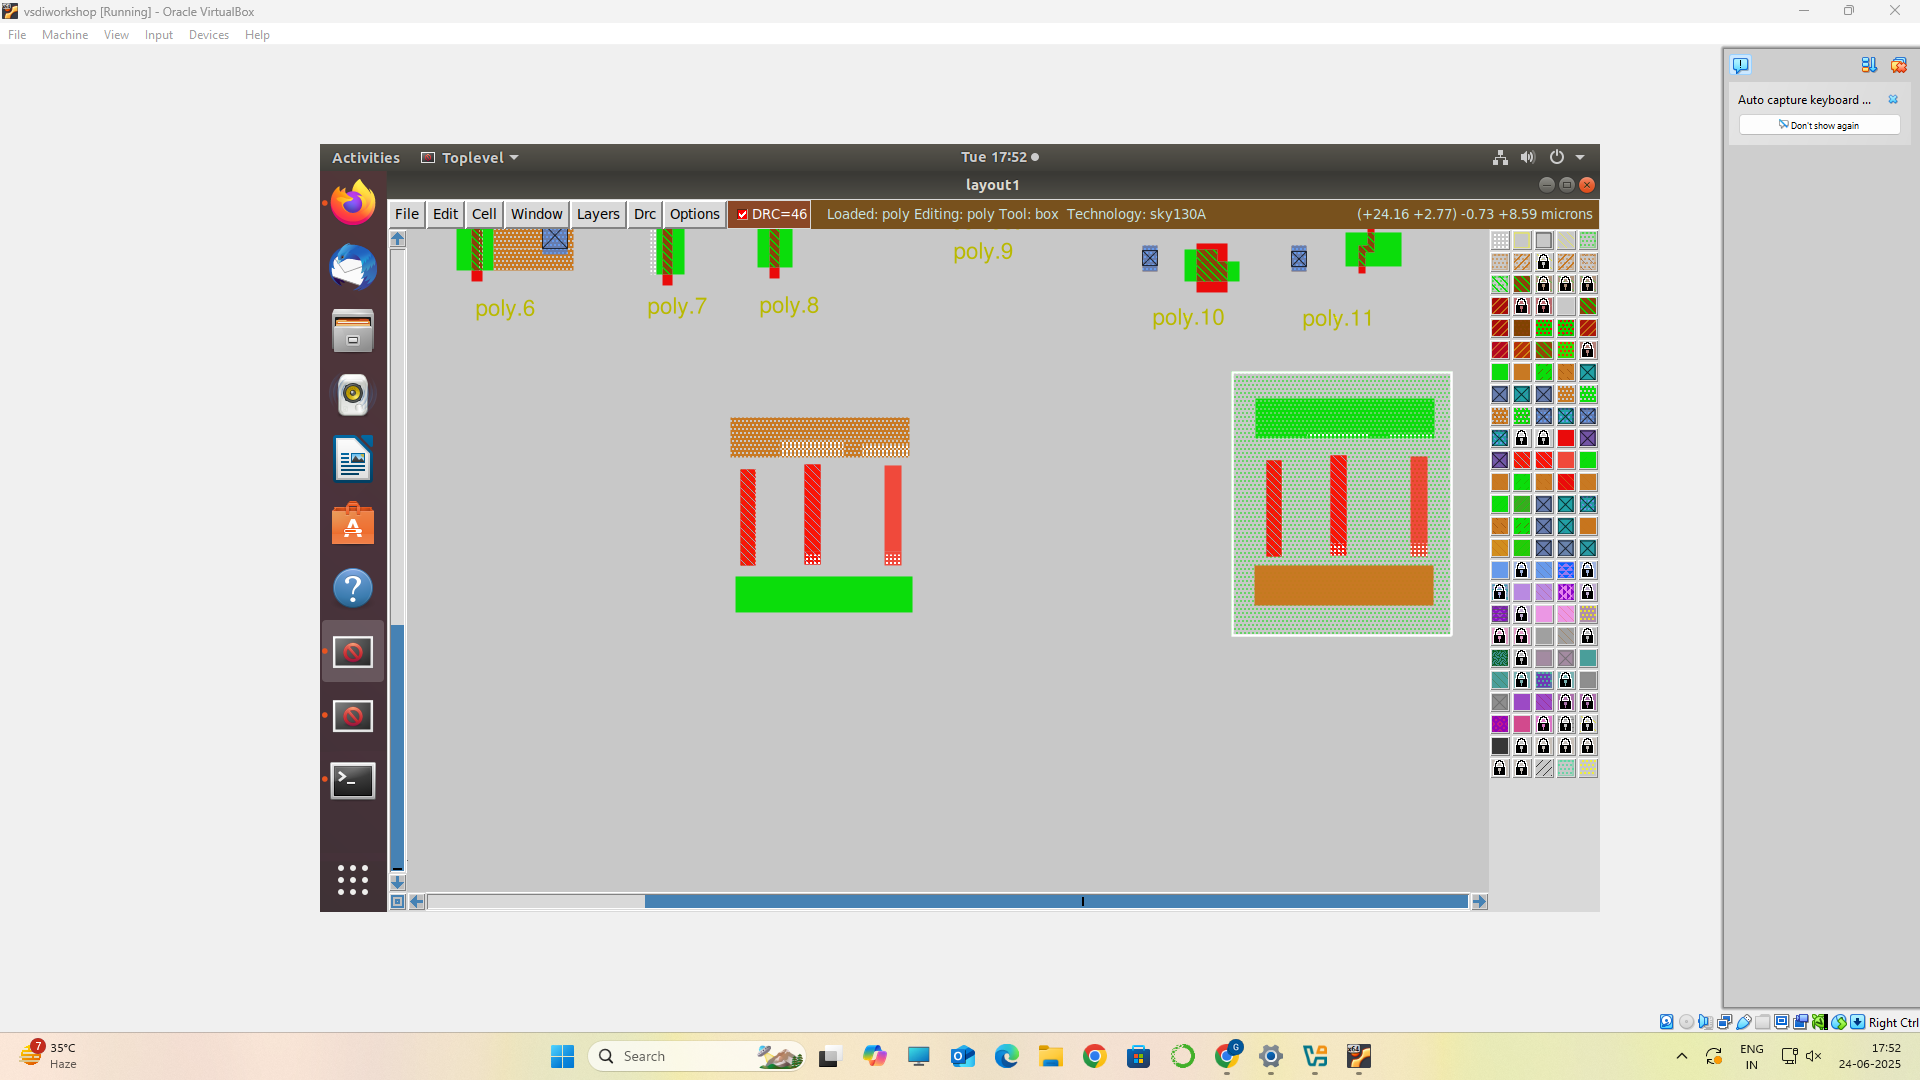 vsdiworkshop [Running] - Oracle VirtualBox
File Machine View Input Devices Help
Auto capture keyboard ...
Don't show again
Activities Toplevel Tue 17:52
layout1
File Edit Cell Window Layers Drc Options DRC=46 Loaded: poly Editing: poly Tool: box Technology: sky130A (+24.16 +2.77) -0.73 +8.59 microns
poly.9
poly.6 poly.7 poly.8
poly.10 poly.11
Right Ctrl
7 35°C
Haze
Search
G
x64
ENG
IN
17:52
24-06-2025